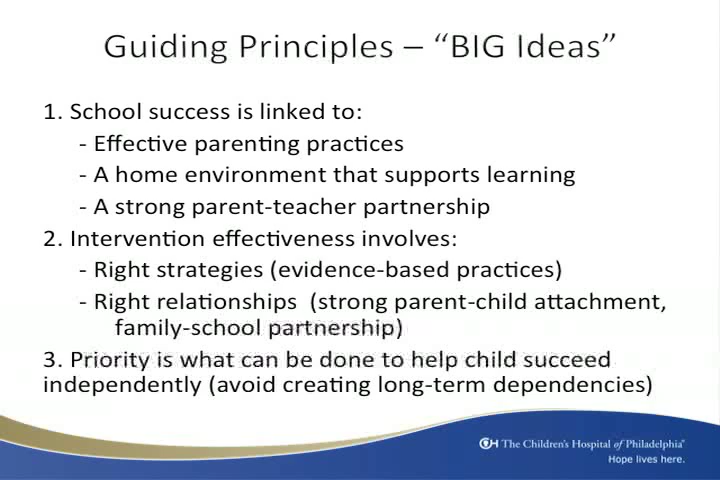 Guiding Principles – “BIG Ideas”
1. School success is linked to:
- Effective parenting practices
- A home environment that supports learning
- A strong parent-teacher partnership
2. Intervention effectiveness involves:
- Right strategies (evidence-based practices)
- Right relationships (strong parent-child attachment,
family-school partnership)
3. Priority is what can be done to help child succeed
independently (avoid creating long-term dependencies)
CH The Children's Hospital of Philadelphia®
Hope lives here.